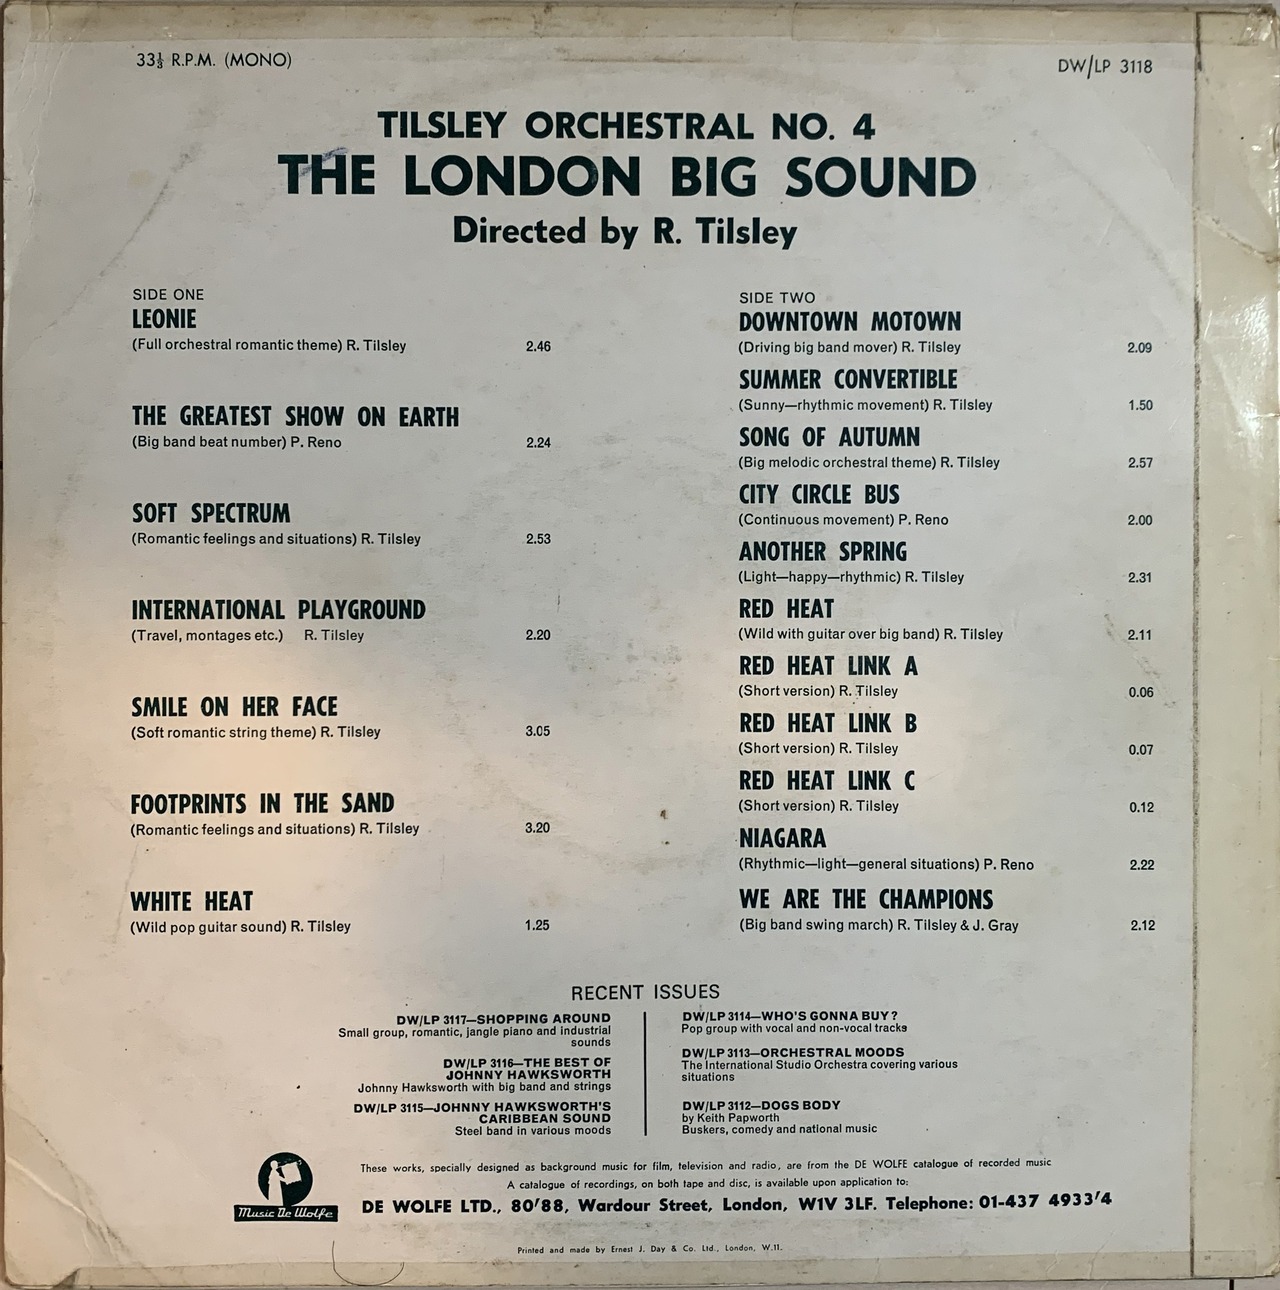 33⅓ R.P.M. (MONO)
DW/LP 3118
TILSLEY ORCHESTRAL NO. 4
THE LONDON BIG SOUND
Directed by R. Tilsley
SIDE ONE
LEONIE
(Full orchestral romantic theme) R. Tilsley 2.46
THE GREATEST SHOW ON EARTH
(Big band beat number) P. Reno 2.24
SOFT SPECTRUM
(Romantic feelings and situations) R. Tilsley 2.53
INTERNATIONAL PLAYGROUND
(Travel, montages etc.) R. Tilsley 2.20
SMILE ON HER FACE
(Soft romantic string theme) R. Tilsley 3.05
FOOTPRINTS IN THE SAND
(Romantic feelings and situations) R. Tilsley 3.20
WHITE HEAT
(Wild pop guitar sound) R. Tilsley 1.25
SIDE TWO
DOWNTOWN MOTOWN
(Driving big band mover) R. Tilsley 2.09
SUMMER CONVERTIBLE
(Sunny—rhythmic movement) R. Tilsley 1.50
SONG OF AUTUMN
(Big melodic orchestral theme) R. Tilsley 2.57
CITY CIRCLE BUS
(Continuous movement) P. Reno 2.00
ANOTHER SPRING
(Light—happy—rhythmic) R. Tilsley 2.31
RED HEAT
(Wild with guitar over big band) R. Tilsley 2.11
RED HEAT LINK A
(Short version) R. Tilsley 0.06
RED HEAT LINK B
(Short version) R. Tilsley 0.07
RED HEAT LINK C
(Short version) R. Tilsley 0.12
NIAGARA
(Rhythmic—light—general situations) P. Reno 2.22
WE ARE THE CHAMPIONS
(Big band swing march) R. Tilsley & J. Gray 2.12
RECENT ISSUES
DW/LP 3117—SHOPPING AROUND
Small group, romantic, jangle piano and industrial
sounds
DW/LP 3116—THE BEST OF
JOHNNY HAWKSWORTH
Johnny Hawksworth with big band and strings
DW/LP 3115—JOHNNY HAWKSWORTH'S
CARIBBEAN SOUND
Steel band in various moods
DW/LP 3114—WHO'S GONNA BUY?
Pop group with vocal and non-vocal tracks
DW/LP 3113—ORCHESTRAL MOODS
The International Studio Orchestra covering various
situations
DW/LP 3112—DOGS BODY
by Keith Papworth
Buskers, comedy and national music
Music De Wolfe
These works, specially designed as background music for film, television and radio, are from the DE WOLFE catalogue of recorded music
A catalogue of recordings, on both tape and disc, is available upon application to:
DE WOLFE LTD., 80'88, Wardour Street, London, W1V 3LF. Telephone: 01-437 4933'4
Printed and made by Ernest J. Day & Co. Ltd., London, W.11.